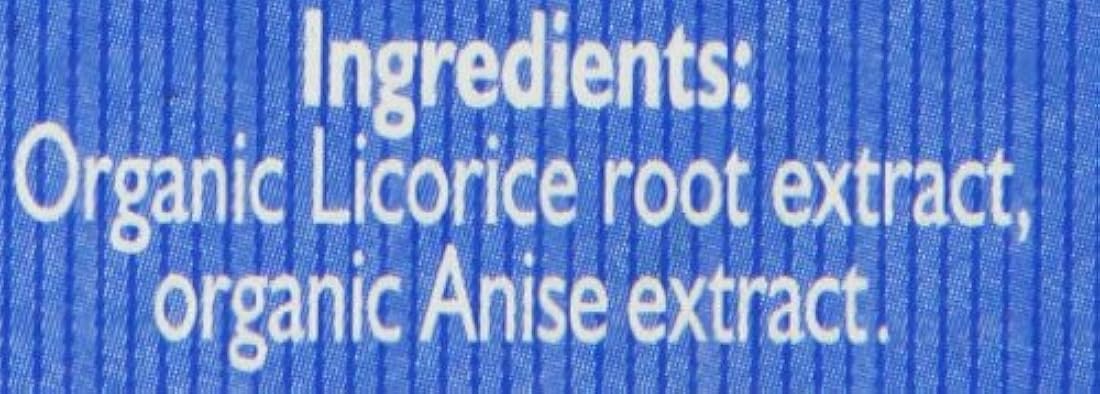 Ingredients:
Organic Licorice root extract,
organic Anise extract.